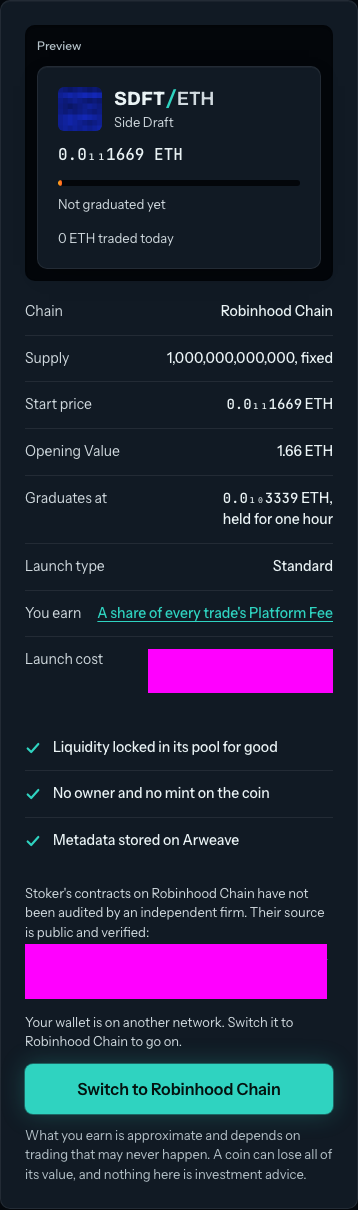 Preview
SDFT/ETH
Side Draft
0.0₁₁1669 ETH
Not graduated yet
0 ETH traded today
Chain Robinhood Chain
Supply 1,000,000,000,000, fixed
Start price 0.0₁₁1669 ETH
Opening Value 1.66 ETH
Graduates at 0.0₁₀3339 ETH,
held for one hour
Launch type Standard
You earn A share of every trade's Platform Fee
Launch cost
Liquidity locked in its pool for good
No owner and no mint on the coin
Metadata stored on Arweave
Stoker's contracts on Robinhood Chain have not
been audited by an independent firm. Their source
is public and verified:
Your wallet is on another network. Switch it to
Robinhood Chain to go on.
Switch to Robinhood Chain
What you earn is approximate and depends on
trading that may never happen. A coin can lose all of
its value, and nothing here is investment advice.